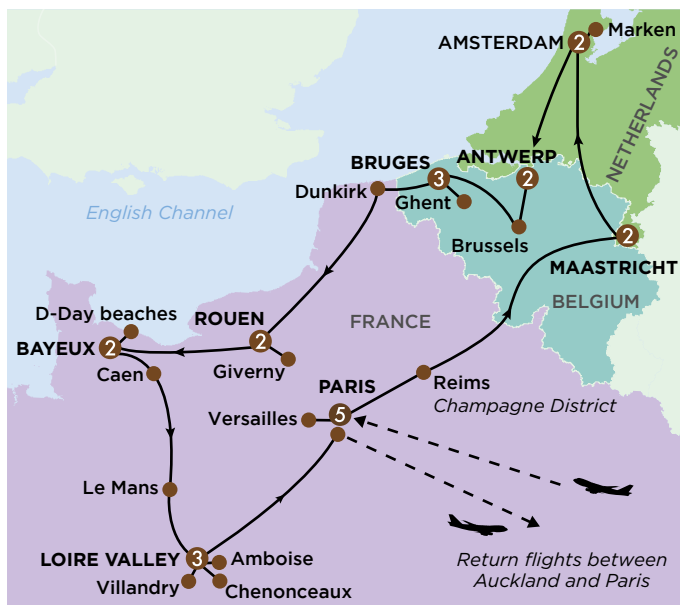 Marken
AMSTERDAM
2
NETHERLANDS
BRUGES
ANTWERP
3
2
Dunkirk
Ghent
English Channel
Brussels
2
MAASTRICHT
BELGIUM
D-Day beaches
ROUEN
FRANCE
BAYEUX
2
2
Caen
Giverny
PARIS
Reims
Versailles
5
Champagne District
Le Mans
LOIRE VALLEY
3
Amboise
Villandry
Chenonceaux
Return flights between
Auckland and Paris